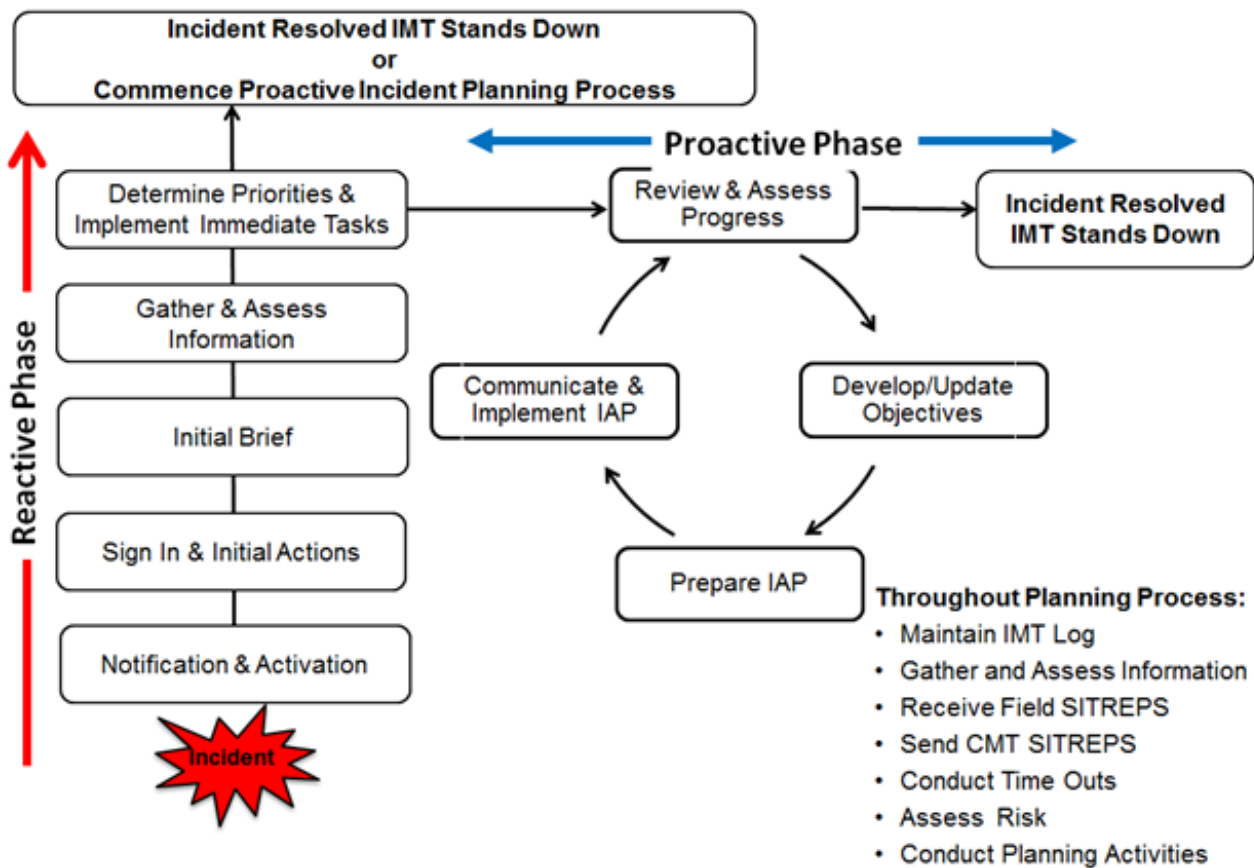 Incident Resolved IMT Stands Down
or
Commence Proactive Incident Planning Process
Reactive Phase
Proactive Phase
Determine Priorities &
Implement Immediate Tasks
Review & Assess
Progress
Incident Resolved
IMT Stands Down
Gather & Assess
Information
Communicate &
Implement IAP
Develop/Update
Objectives
Initial Brief
Sign In & Initial Actions
Prepare IAP
Notification & Activation
Incident
Throughout Planning Process:
• Maintain IMT Log
• Gather and Assess Information
• Receive Field SITREPS
• Send CMT SITREPS
• Conduct Time Outs
• Assess Risk
• Conduct Planning Activities